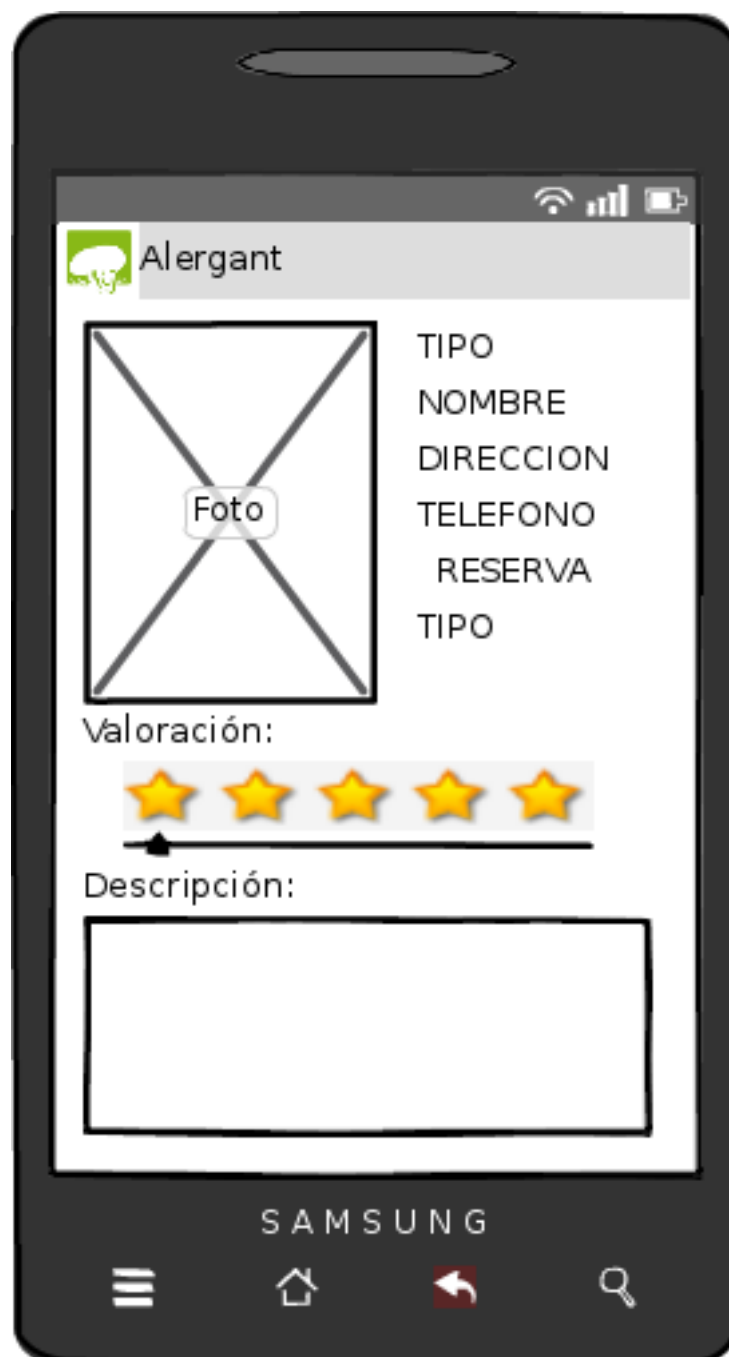 Alergant
Foto
TIPO
NOMBRE
DIRECCION
TELEFONO
RESERVA
TIPO
Valoración:
Descripción:
SAMSUNG